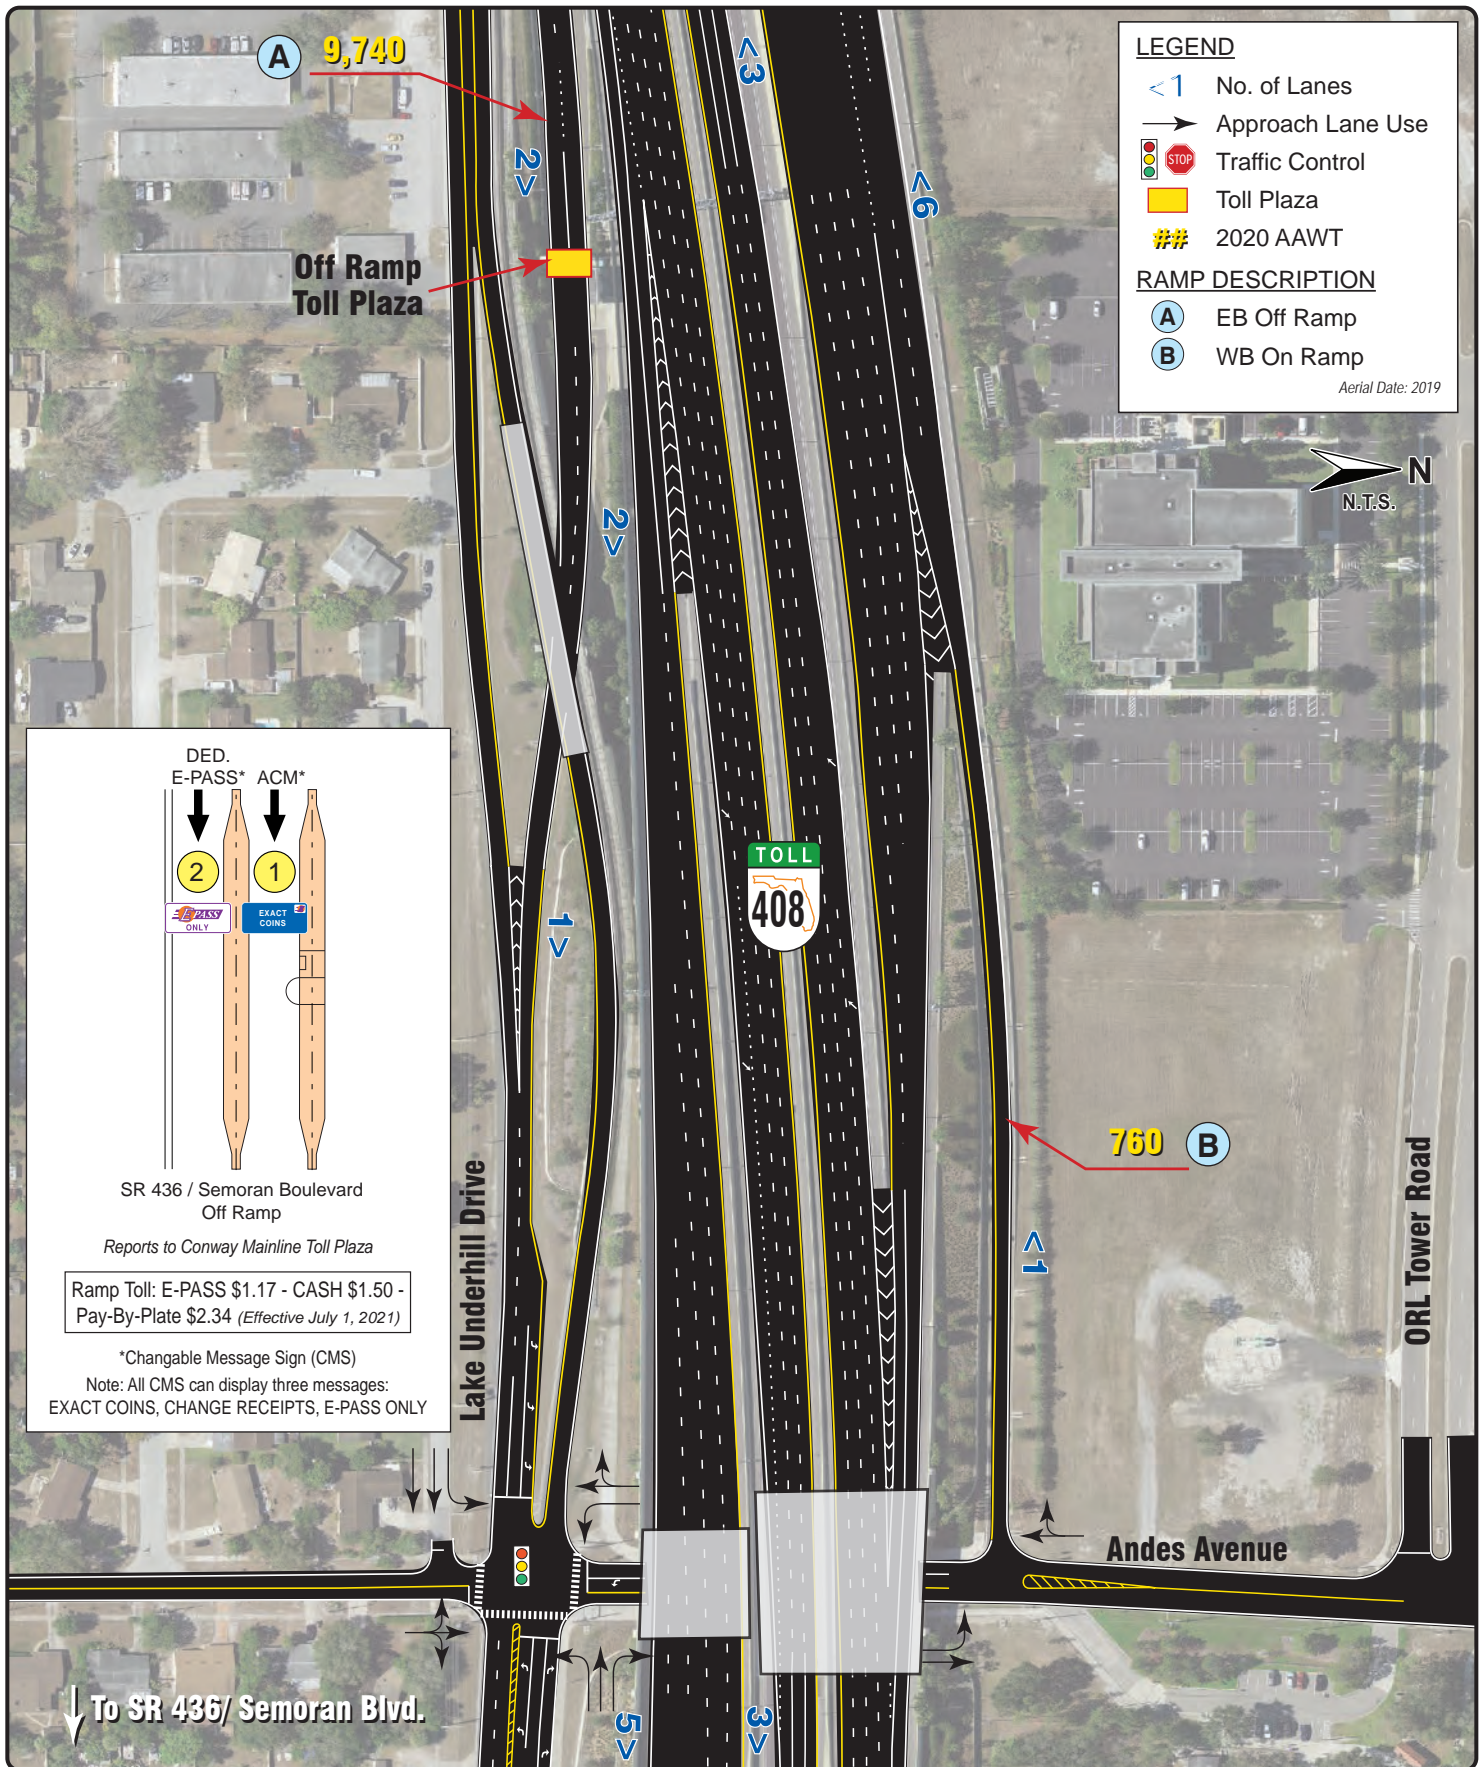 A 9,740
<3
2>
<6
Off Ramp
Toll Plaza
LEGEND
<1 No. of Lanes
Approach Lane Use
STOP Traffic Control
Toll Plaza
## 2020 AAWT
RAMP DESCRIPTION
A EB Off Ramp
B WB On Ramp
Aerial Date: 2019
N
N.T.S.
2>
DED.
E-PASS* ACM*
2 1
E-PASS
ONLY
EXACT
COINS
SR 436 / Semoran Boulevard
Off Ramp
Reports to Conway Mainline Toll Plaza
Ramp Toll: E-PASS $1.17 - CASH $1.50 -
Pay-By-Plate $2.34 (Effective July 1, 2021)
*Changable Message Sign (CMS)
Note: All CMS can display three messages:
EXACT COINS, CHANGE RECEIPTS, E-PASS ONLY
TOLL
408
1>
760 B
<1
Lake Underhill Drive
ORL Tower Road
Andes Avenue
To SR 436/ Semoran Blvd.
5>
3>